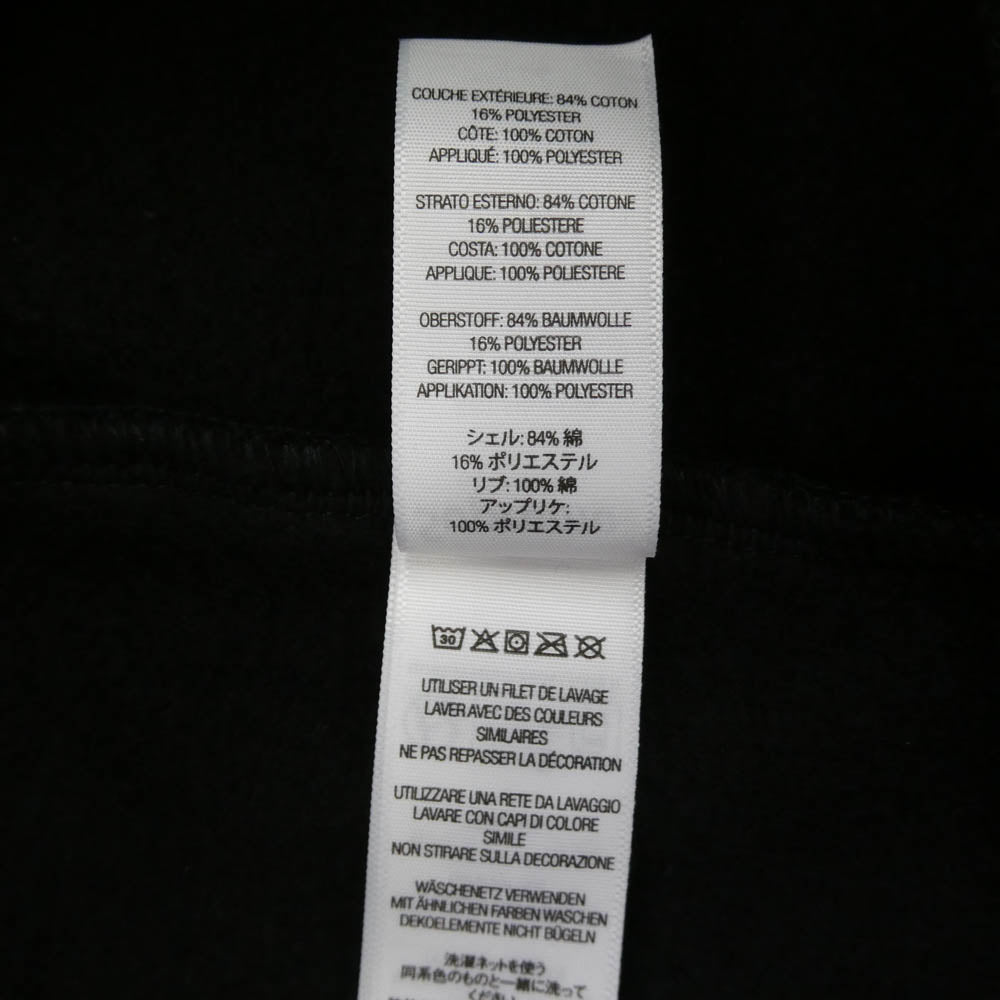 COUCHE EXTÉRIEURE: 84% COTON
16% POLYESTER
CÔTE: 100% COTON
APPLIQUÉ: 100% POLYESTER
STRATO ESTERNO: 84% COTONE
16% POLIESTERE
COSTA: 100% COTONE
APPLIQUE: 100% POLIESTERE
OBERSTOFF: 84% BAUMWOLLE
16% POLYESTER
GERIPPT: 100% BAUMWOLLE
APPLIKATION: 100% POLYESTER
シェル: 84% 綿
16% ポリエステル
リブ: 100% 綿
アップリケ:
100% ポリエステル
30
UTILISER UN FILET DE LAVAGE
LAVER AVEC DES COULEURS
SIMILAIRES
NE PAS REPASSER LA DÉCORATION
UTILIZZARE UNA RETE DA LAVAGGIO
LAVARE CON CAPI DI COLORE
SIMILE
NON STIRARE SULLA DECORAZIONE
WÄSCHENETZ VERWENDEN
MIT ÄHNLICHEN FARBEN WASCHEN
DEKOELEMENTE NICHT BÜGELN
洗濯ネットを使う
同系色のものと一緒に洗って
ください